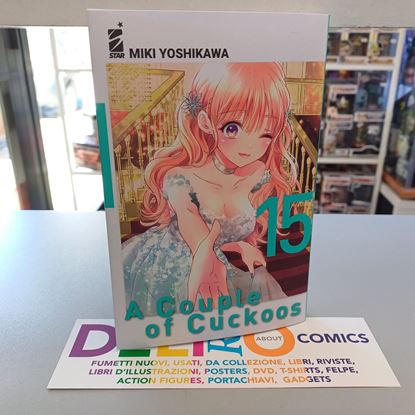 STAR
MIKI YOSHIKAWA
15
A Couple
of Cuckoos
ABOUT
COMICS
FUMETTI NUOVI, USATI, DA COLLEZIONE, LIBRI, RIVISTE,
LIBRI D'ILLUSTRAZIONI, POSTERS, DVD, T-SHIRTS, FELPE,
ACTION FIGURES, PORTACHIAVI, GADGETS